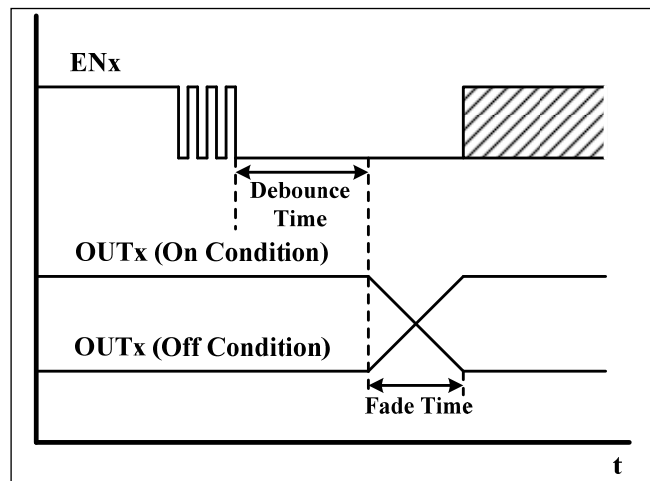 ENx
Debounce
Time
OUTx (On Condition)
OUTx (Off Condition)
Fade Time
t